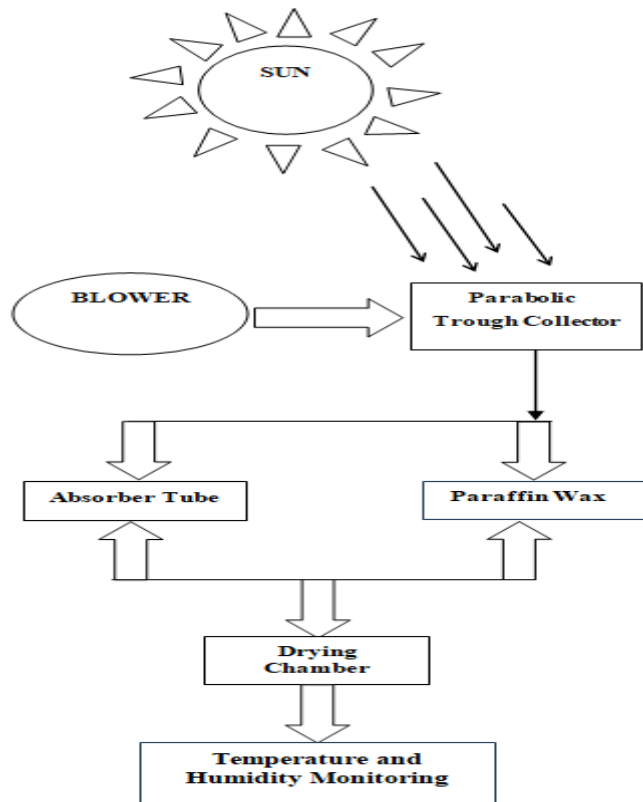 SUN
BLOWER
Parabolic
Trough Collector
Absorber Tube
Paraffin Wax
Drying
Chamber
Temperature and
Humidity Monitoring